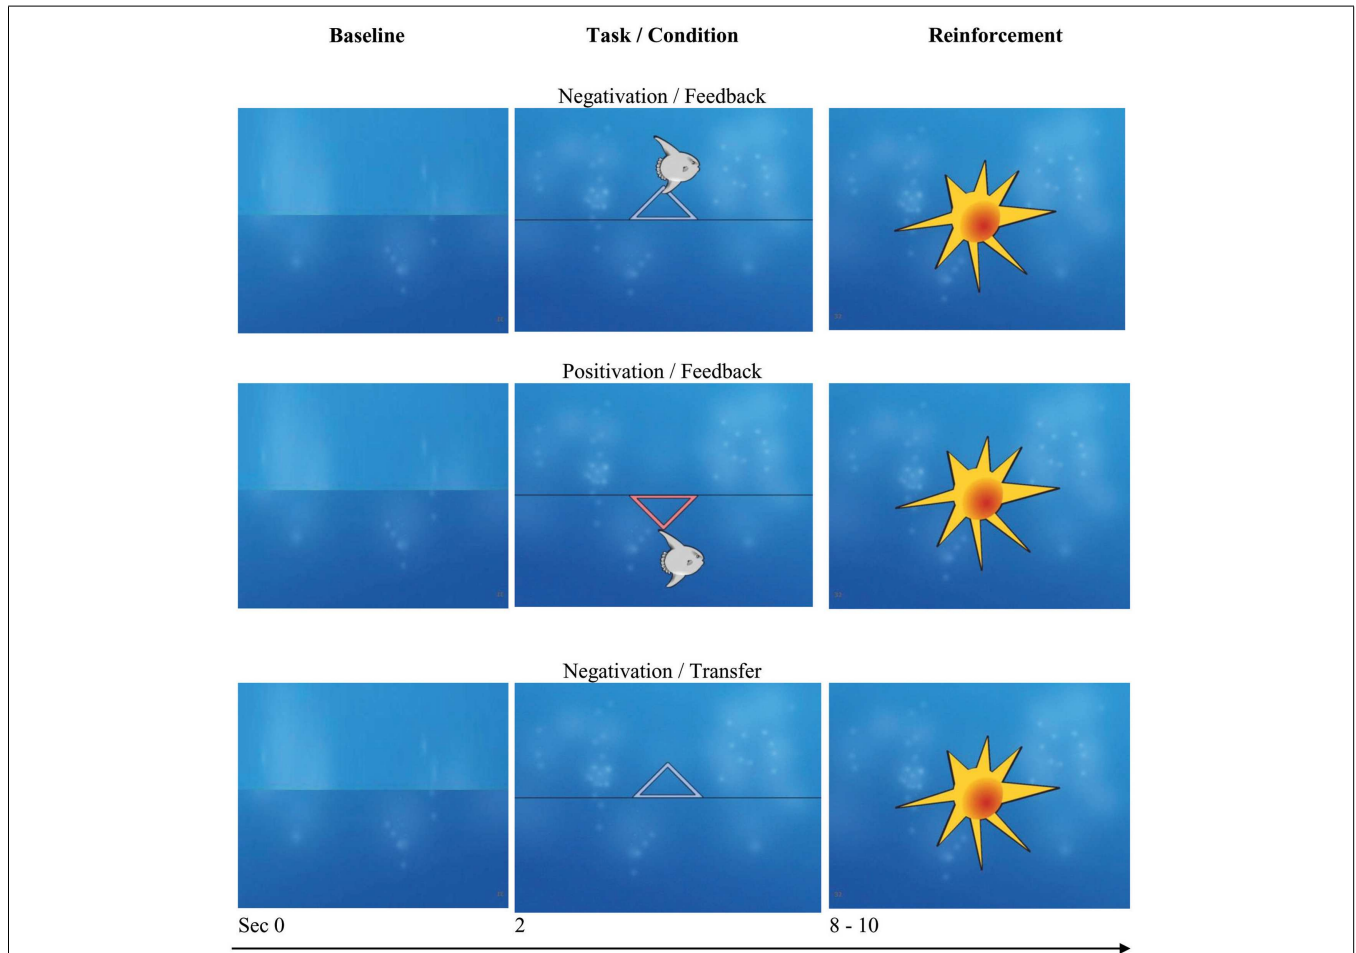 Baseline Task / Condition Reinforcement
Negativation / Feedback
Positivation / Feedback
Negativation / Transfer
Sec 0 2 8 - 10